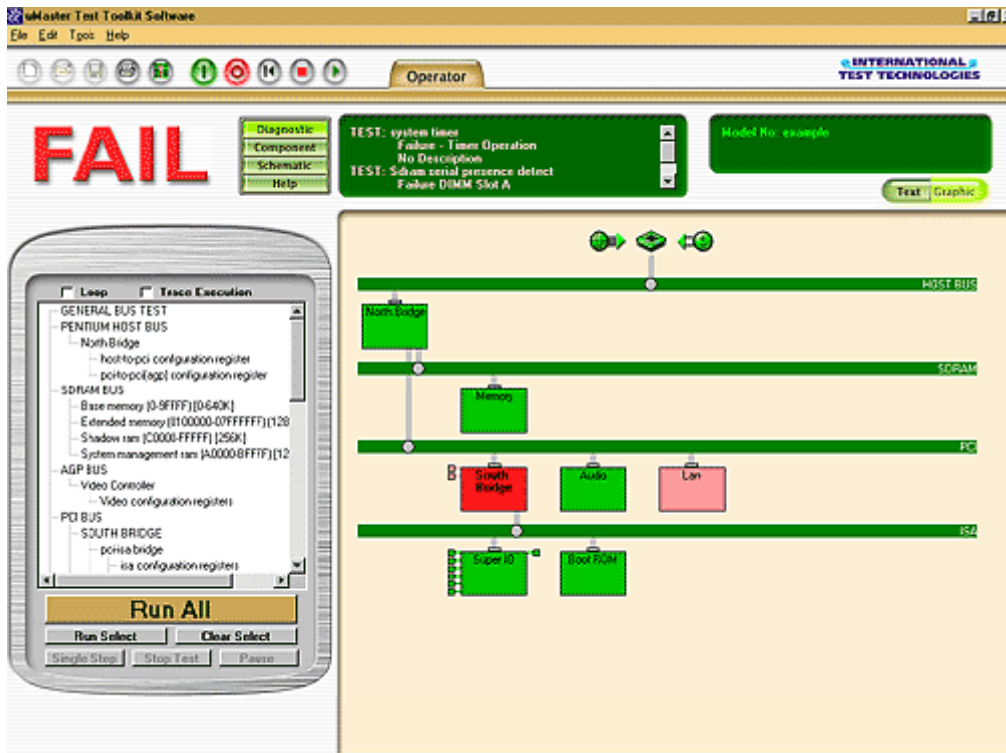 uMaster Test Toolkit Software
File Edit Tools Help
Operator
INTERNATIONAL
TEST TECHNOLOGIES
FAIL
Diagnostic
Component
Schematic
Help
TEST: system timer
Failure - Timer Operation
No Description
TEST: Sdram serial presence detect
Failure DIMM Slot A
Model No: example
Text Graphic
Loop Trace Execution
GENERAL BUS TEST
PENTIUM HOST BUS
North Bridge
host-to-pci configuration register
pci-to-pci(agp) configuration register
SDRAM BUS
Base memory (0-9FFFF) [0-640K]
Extended memory (0100000-07FFFFFF) (128
Shadow ram (C0000-FFFFF) [256K]
System management ram (A0000-BFFFF) [12
AGP BUS
Video Controller
Video configuration registers
PCI BUS
SOUTH BRIDGE
pci-isa bridge
isa configuration registers
Run All
Run Select Clear Select
Single Step Stop Test Pause
HOST BUS
North Bridge
SDRAM
Memory
PCI
South Bridge
Audio
Lan
ISA
Super IO
Boot ROM